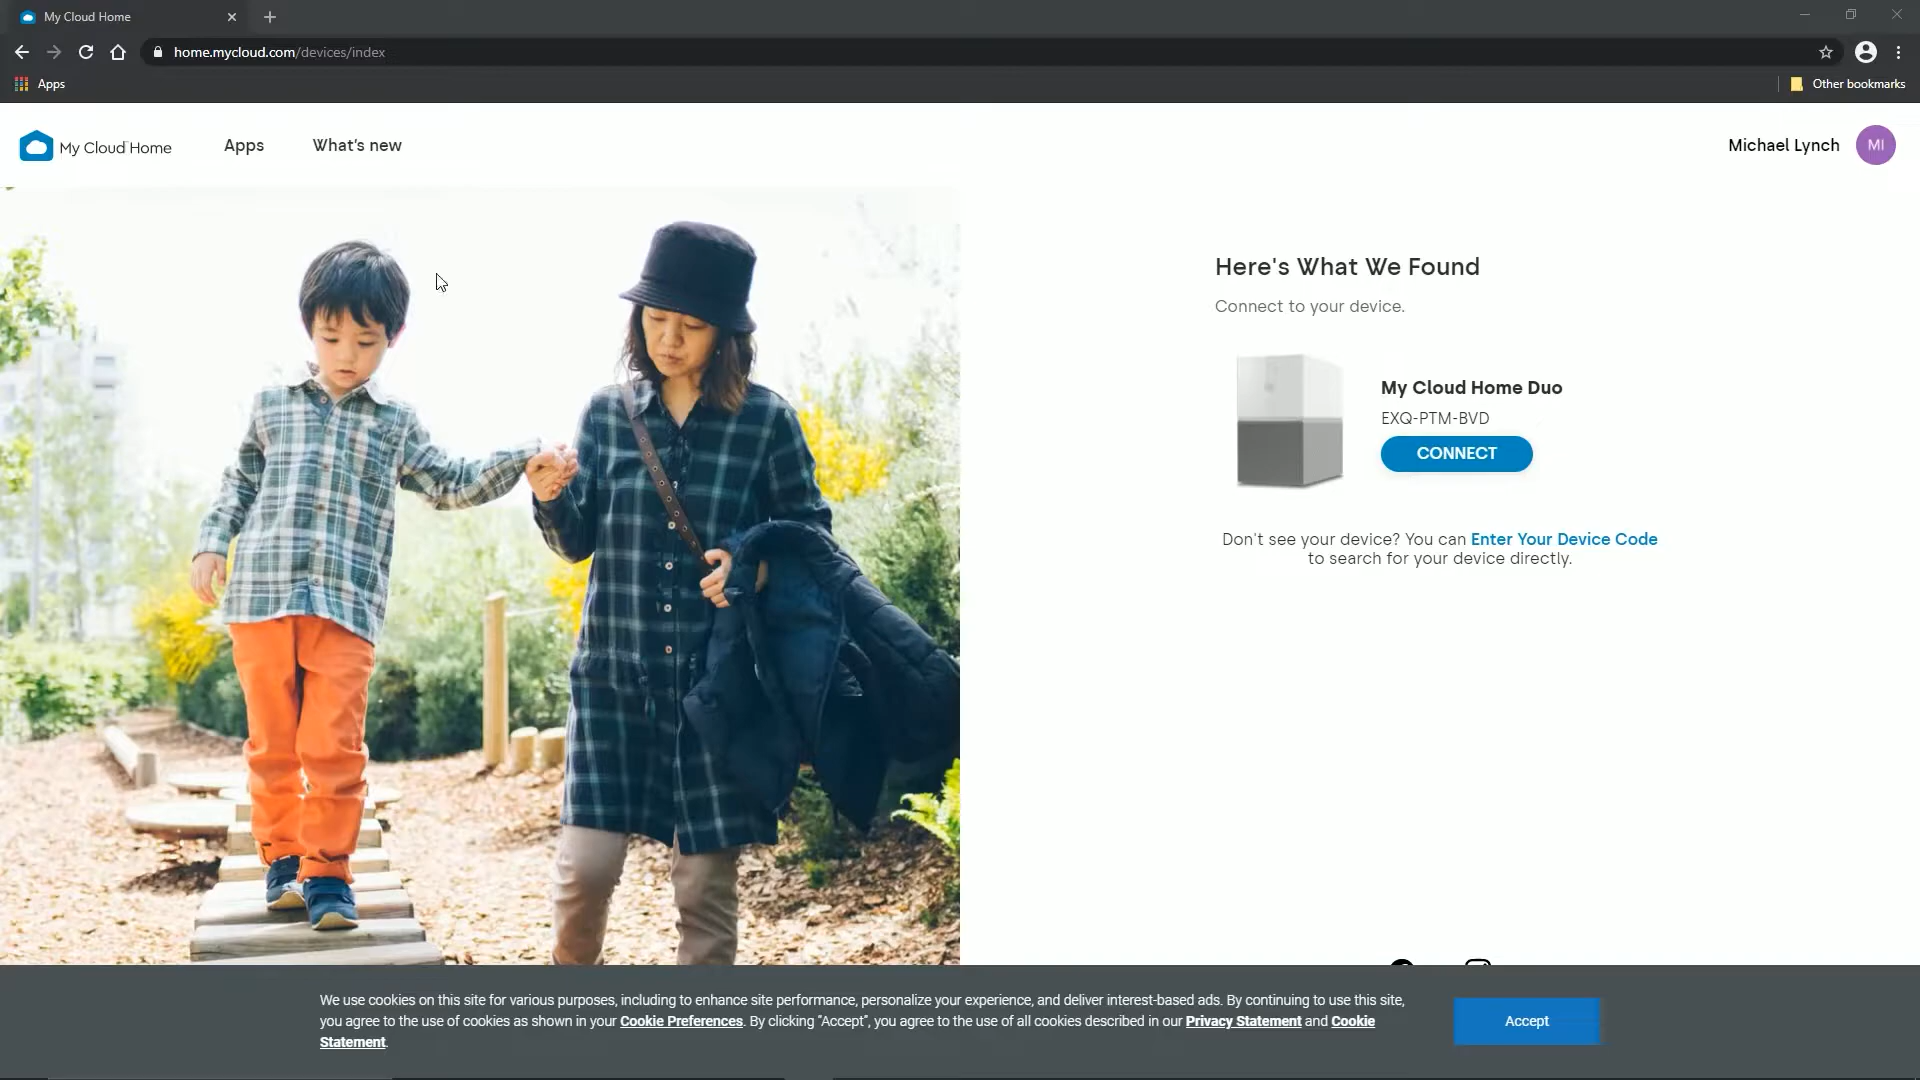 My Cloud Home
home.mycloud.com/devices/index
Apps
Other bookmarks
My Cloud Home
Apps
What's new
Michael Lynch
MI
Here's What We Found
Connect to your device.
My Cloud Home Duo
EXQ-PTM-BVD
CONNECT
Don't see your device? You can Enter Your Device Code
to search for your device directly.
We use cookies on this site for various purposes, including to enhance site performance, personalize your experience, and deliver interest-based ads. By continuing to use this site,
you agree to the use of cookies as shown in your Cookie Preferences. By clicking "Accept", you agree to the use of all cookies described in our Privacy Statement and Cookie
Statement.
Accept